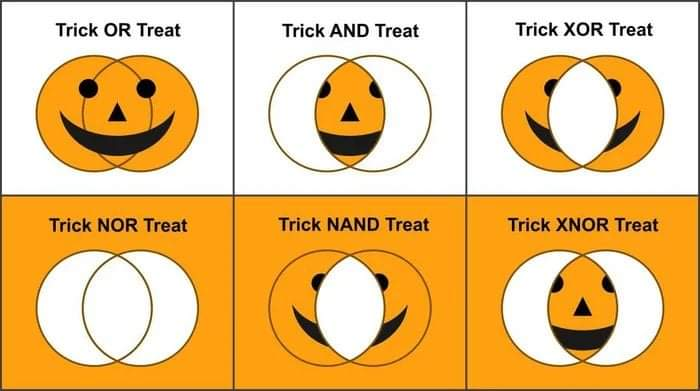 Trick OR Treat
Trick AND Treat
Trick XOR Treat
Trick NOR Treat
Trick NAND Treat
Trick XNOR Treat